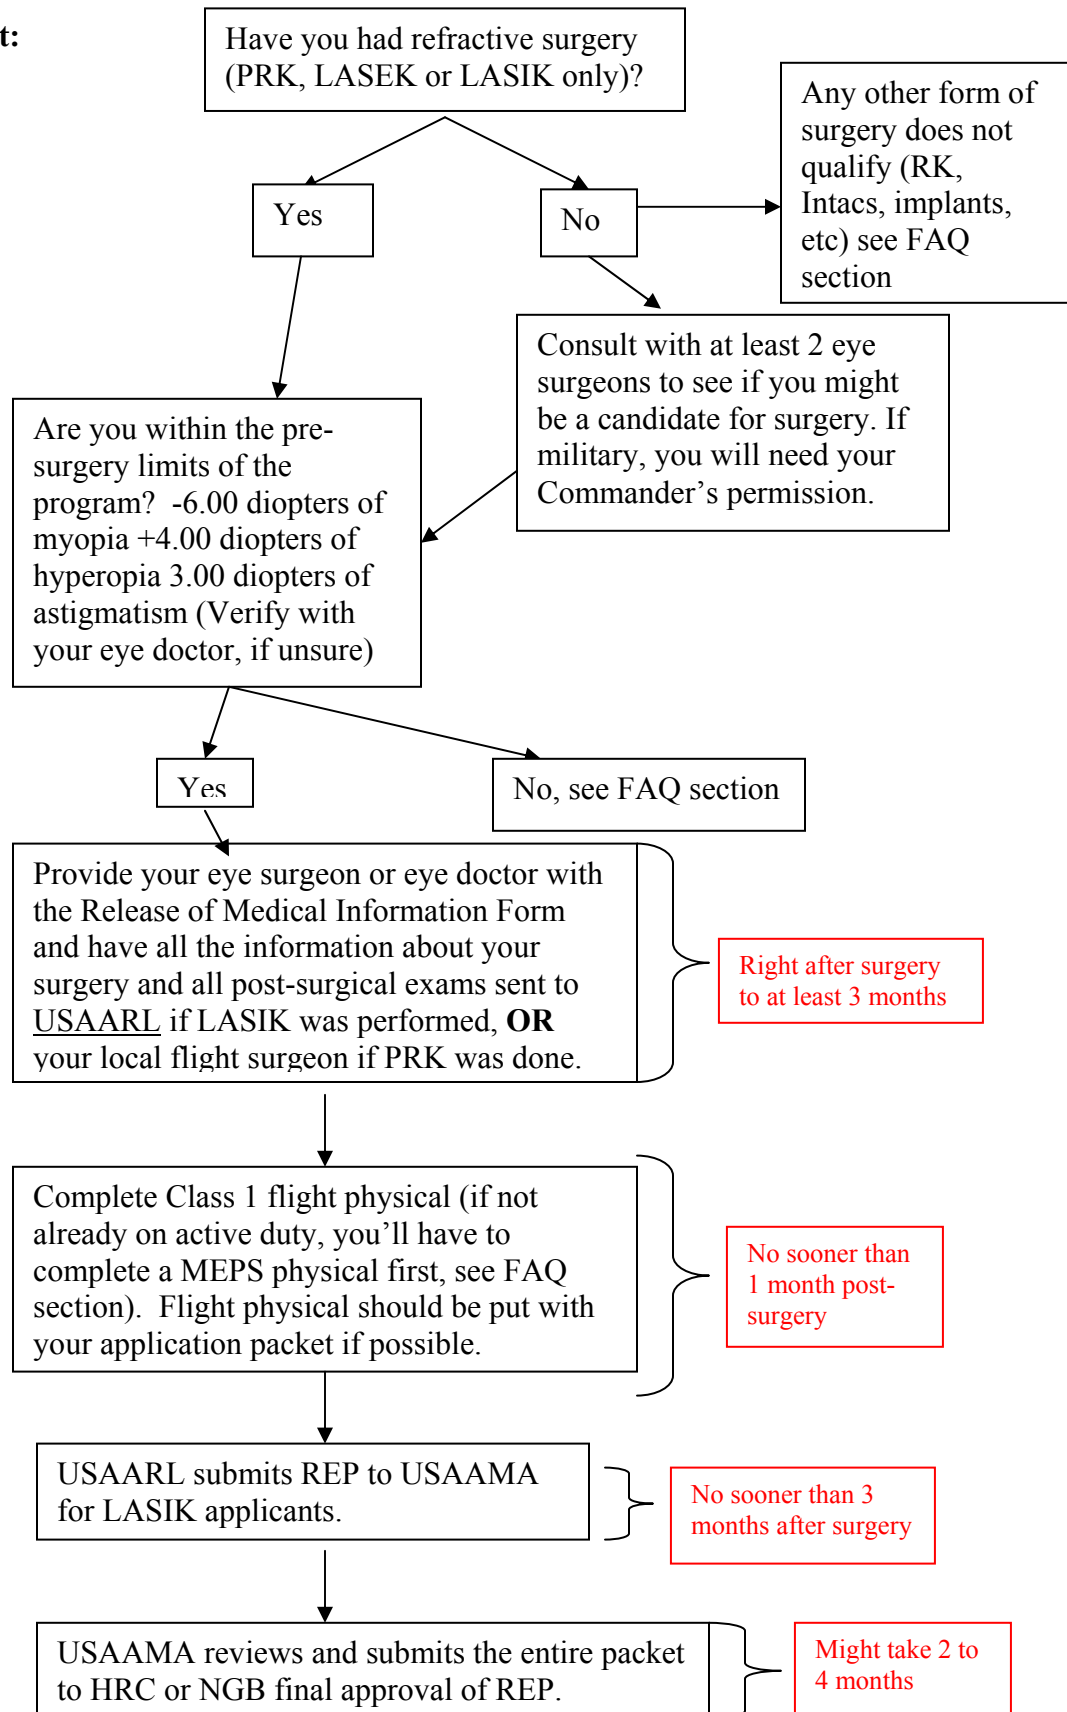 t:
Have you had refractive surgery
(PRK, LASEK or LASIK only)?
Any other form of
surgery does not
qualify (RK,
Intacs, implants,
etc) see FAQ
section
Yes
No
Consult with at least 2 eye
surgeons to see if you might
be a candidate for surgery. If
military, you will need your
Commander’s permission.
Are you within the pre-
surgery limits of the
program?  -6.00 diopters of
myopia +4.00 diopters of
hyperopia 3.00 diopters of
astigmatism (Verify with
your eye doctor, if unsure)
Yes
No, see FAQ section
Provide your eye surgeon or eye doctor with
the Release of Medical Information Form
and have all the information about your
surgery and all post-surgical exams sent to
USAARL if LASIK was performed, OR
your local flight surgeon if PRK was done.
Right after surgery
to at least 3 months
Complete Class 1 flight physical (if not
already on active duty, you’ll have to
complete a MEPS physical first, see FAQ
section).  Flight physical should be put with
your application packet if possible.
No sooner than
1 month post-
surgery
USAARL submits REP to USAAMA
for LASIK applicants.
No sooner than 3
months after surgery
USAAMA reviews and submits the entire packet
to HRC or NGB final approval of REP.
Might take 2 to
4 months